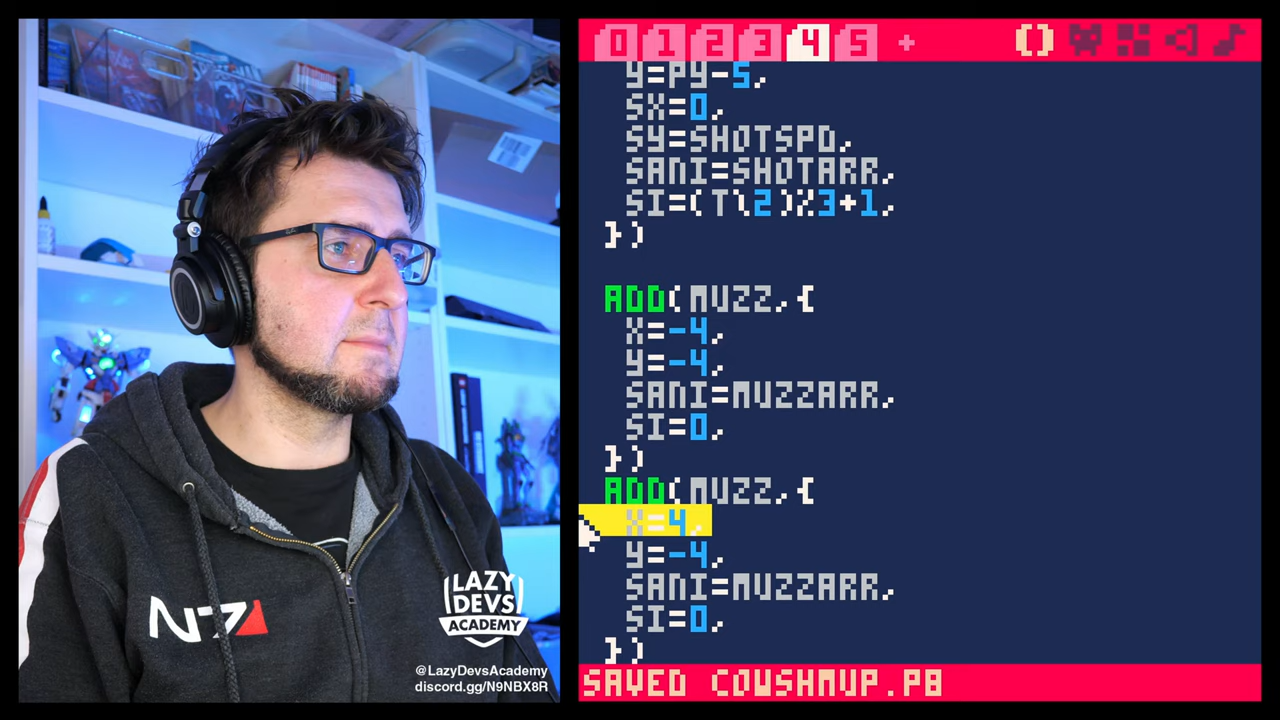 0 1 2 3 4 5 +
()
Y=PY-5,
SX=0,
SY=SHOTSPD,
SANI=SHOTARR,
SI=(T\2)%3+1,
})
ADD(MUZZ,{
X=-4,
Y=-4,
SANI=MUZZARR,
SI=0,
})
ADD(MUZZ,{
X=4,
Y=-4,
SANI=MUZZARR,
SI=0,
})
SAVED COWSHMUP.P8
N7
LAZY
DEVS
ACADEMY
@LazyDevsAcademy
discord.gg/N9NBX8R